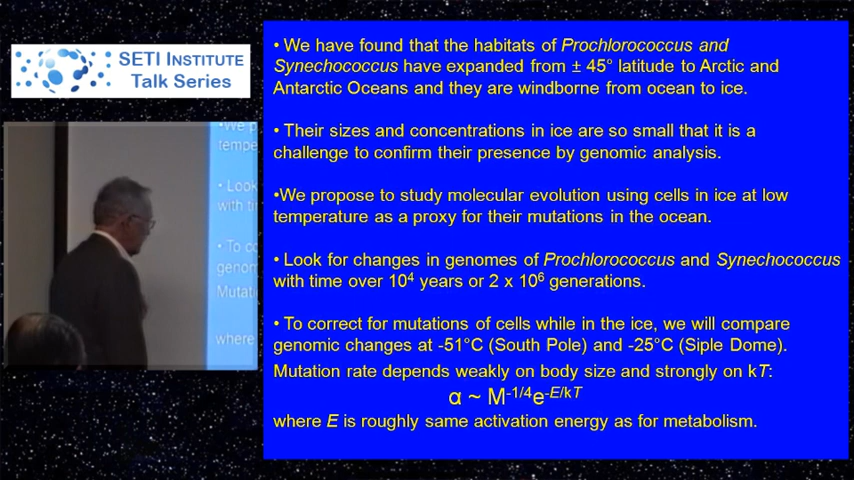 SETI INSTITUTE
Talk Series
• We have found that the habitats of Prochlorococcus and
Synechococcus have expanded from ± 45° latitude to Arctic and
Antarctic Oceans and they are windborne from ocean to ice.
• Their sizes and concentrations in ice are so small that it is a
challenge to confirm their presence by genomic analysis.
•We propose to study molecular evolution using cells in ice at low
temperature as a proxy for their mutations in the ocean.
• Look for changes in genomes of Prochlorococcus and Synechococcus
with time over 10⁴ years or 2 x 10⁶ generations.
• To correct for mutations of cells while in the ice, we will compare
genomic changes at -51°C (South Pole) and -25°C (Siple Dome).
Mutation rate depends weakly on body size and strongly on kT:
α ~ M⁻¹ᐟ⁴e^-E/kT
where E is roughly same activation energy as for metabolism.
• Look
with
• To
where